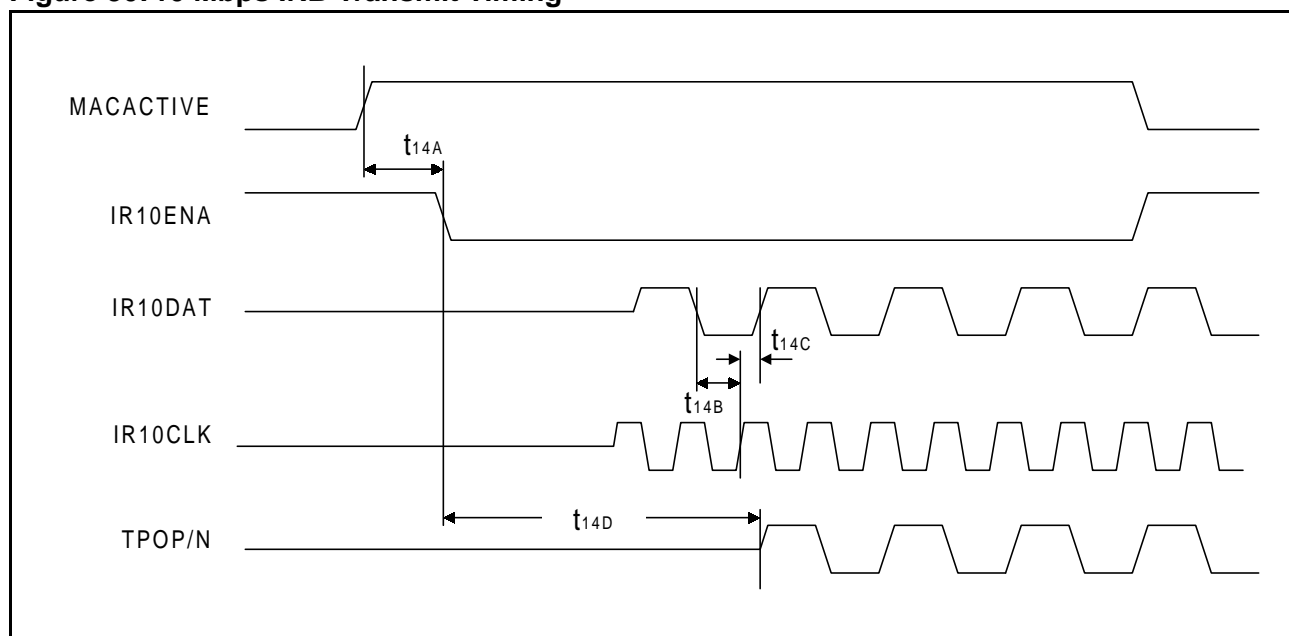 MACACTIVE
t14A
IR10ENA
IR10DAT
t14C
t14B
IR10CLK
t14D
TPOP/N